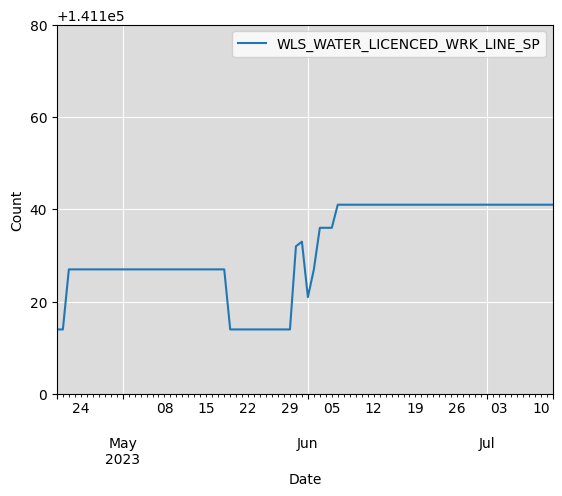 +1.411e5
80
60
40
20
0
Count
WLS_WATER_LICENCED_WRK_LINE_SP
24 08 15 22 29 05 12 19 26 03 10
May Jun Jul
2023
Date